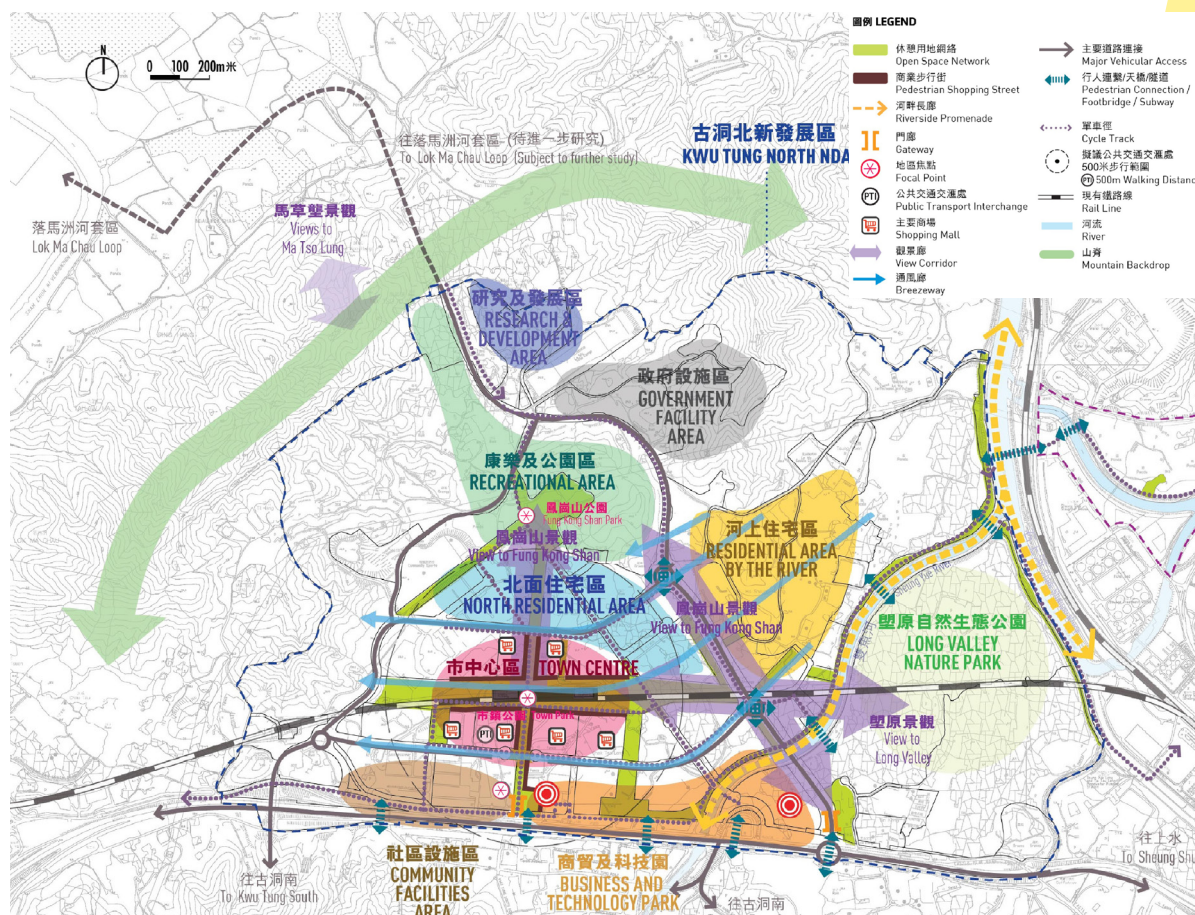 圖例 LEGEND
休憩用地網絡
Open Space Network
商業步行街
Pedestrian Shopping Street
河畔長廊
Riverside Promenade
門廊
Gateway
地區焦點
Focal Point
PTI
公共交通交滙處
Public Transport Interchange
主要商場
Shopping Mall
觀景廊
View Corridor
通風廊
Breezeway
主要道路連接
Major Vehicular Access
行人連繫/天橋/隧道
Pedestrian Connection /
Footbridge / Subway
單車徑
Cycle Track
擬議公共交通交滙處
500米步行範圍
PTI 500m Walking Distance
現有鐵路線
Rail Line
河流
River
山脊
Mountain Backdrop
N
0 100 200m米
往落馬洲河套區 (待進一步研究)
To Lok Ma Chau Loop (Subject to further study)
古洞北新發展區
KWU TUNG NORTH NDA
落馬洲河套區
Lok Ma Chau Loop
馬草壟景觀
Views to
Ma Tso Lung
研究及發展區
RESEARCH &
DEVELOPMENT
AREA
政府設施區
GOVERNMENT
FACILITY
AREA
康樂及公園區
RECREATIONAL AREA
鳳崗山公園
Fung Kong Shan Park
鳳崗山景觀
View to Fung Kong Shan
河上住宅區
RESIDENTIAL AREA
BY THE RIVER
北面住宅區
NORTH RESIDENTIAL AREA
鳳崗山景觀
View to Fung Kong Shan
Sheung Yue River
塱原自然生態公園
LONG VALLEY
NATURE PARK
市中心區 TOWN CENTRE
市鎮公園 Town Park
PTI
塱原景觀
View to
Long Valley
社區設施區
COMMUNITY
FACILITIES
AREA
商貿及科技園
BUSINESS AND
TECHNOLOGY PARK
往古洞南
To Kwu Tung South
往古洞南
往上水
To Sheung Shu